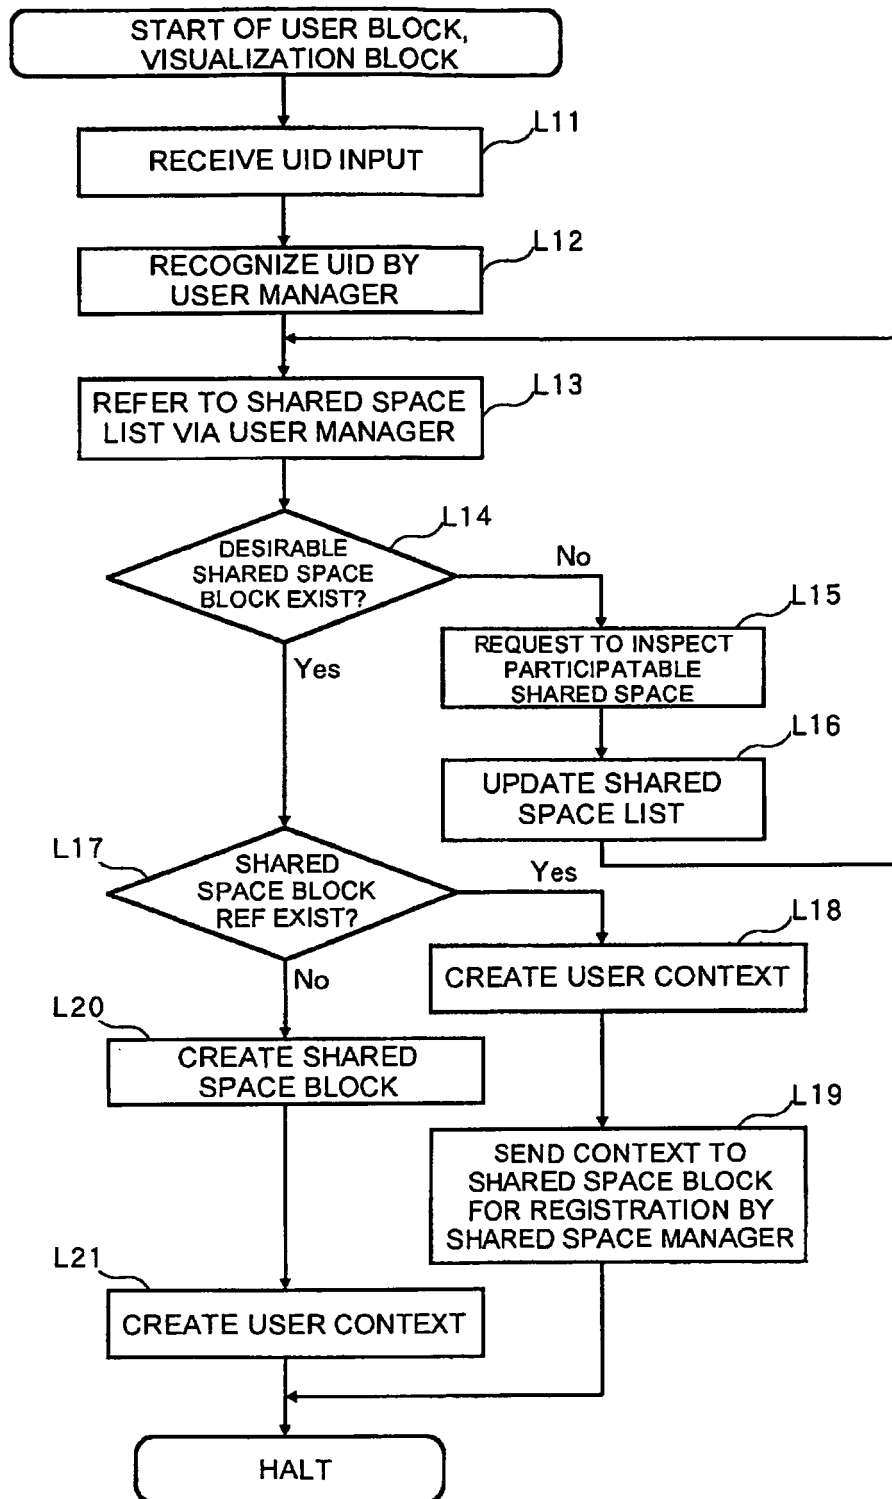 START OF USER BLOCK,
VISUALIZATION BLOCK
L11
RECEIVE UID INPUT
L12
RECOGNIZE UID BY
USER MANAGER
L13
REFER TO SHARED SPACE
LIST VIA USER MANAGER
L14
DESIRABLE
SHARED SPACE
BLOCK EXIST?
No
Yes
L15
REQUEST TO INSPECT
PARTICIPATABLE
SHARED SPACE
L16
UPDATE SHARED
SPACE LIST
L17
SHARED
SPACE BLOCK
REF EXIST?
Yes
No
L18
CREATE USER CONTEXT
L20
CREATE SHARED
SPACE BLOCK
L19
SEND CONTEXT TO
SHARED SPACE BLOCK
FOR REGISTRATION BY
SHARED SPACE MANAGER
L21
CREATE USER CONTEXT
HALT